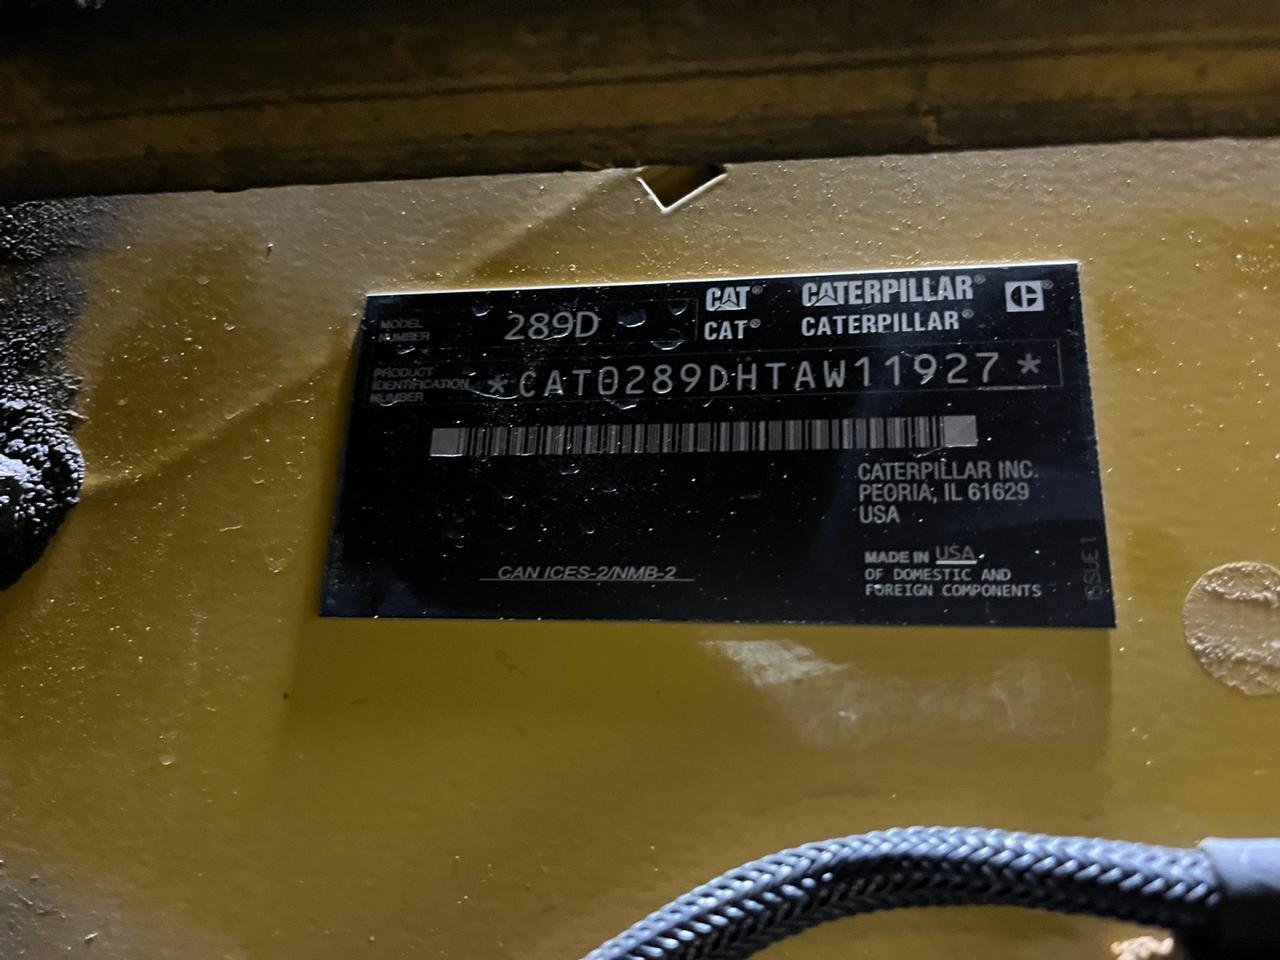 CAT® CATERPILLAR®
MODEL NUMBER 289D CAT® CATERPILLAR®
PRODUCT IDENTIFICATION NUMBER *CAT0289DHTAW11927*
CATERPILLAR INC.
PEORIA, IL 61629
USA
MADE IN USA
CAN ICES-2/NMB-2 OF DOMESTIC AND
FOREIGN COMPONENTS
ISSUE 1